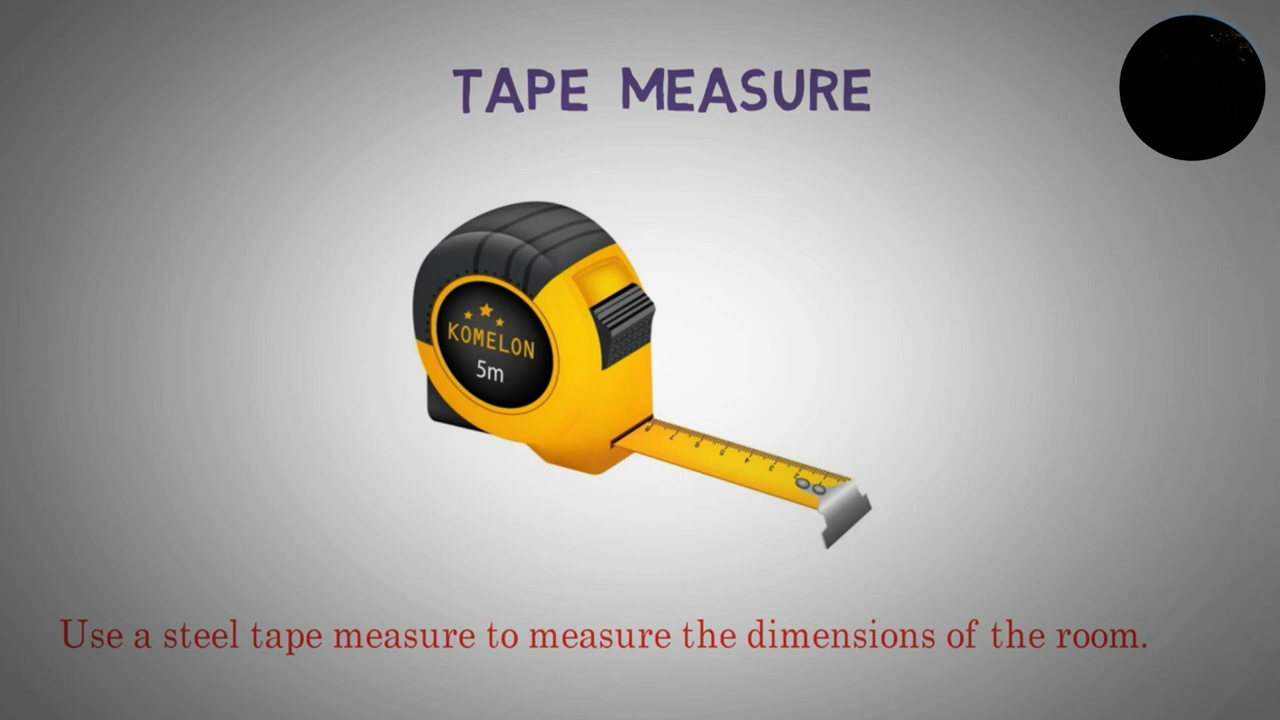 TAPE MEASURE
KOMELON
5m
Use a steel tape measure to measure the dimensions of the room.